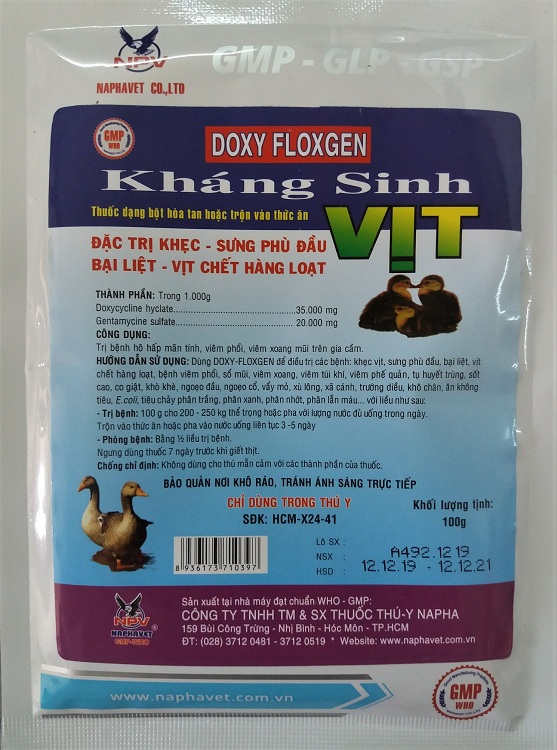 NPV
NAPHAVET CO.,LTD
GMP - GLP - GSP
GMP
WHO
DOXY FLOXGEN
Kháng Sinh
Thuốc dạng bột hòa tan hoặc trộn vào thức ăn
VỊT
ĐẶC TRỊ KHẸC - SƯNG PHÙ ĐẦU
BẠI LIỆT - VỊT CHẾT HÀNG LOẠT
THÀNH PHẦN: Trong 1.000g
Doxycycline hyclate..........................................35.000 mg
Gentamycine sulfate..........................................20.000 mg
CÔNG DỤNG:
Trị bệnh hô hấp mãn tính, viêm phổi, viêm xoang mũi trên gia cầm.
HƯỚNG DẪN SỬ DỤNG: Dùng DOXY-FLOXGEN để điều trị các bệnh: khẹc vịt, sưng phù đầu, bại liệt, vịt
chết hàng loạt, bệnh viêm phổi, sổ mũi, viêm xoang, viêm túi khí, viêm phế quản, tụ huyết trùng, sốt
cao, co giật, khò khè, ngoẹo đầu, ngoẹo cổ, vẩy mỏ, xù lông, xã cánh, trướng diều, khô chân, ăn không
tiêu, E.coli, tiêu chảy phân trắng, phân xanh, phân nhớt, phân lẫn máu... với liều như sau:
- Trị bệnh: 100 g cho 200 - 250 kg thể trọng hoặc pha với lượng nước đủ uống trong ngày.
Trộn vào thức ăn hoặc pha vào nước uống liên tục 3 -5 ngày
- Phòng bệnh: Bằng ½ liều trị bệnh.
Ngưng dùng thuốc 7 ngày trước khi giết thịt.
Chống chỉ định: Không dùng cho thú mẫn cảm với các thành phần của thuốc.
BẢO QUẢN NƠI KHÔ RÁO, TRÁNH ÁNH SÁNG TRỰC TIẾP
CHỈ DÙNG TRONG THÚ Y
SĐK: HCM-X24-41
Khối lượng tịnh:
100g
Lô SX : A492.1219
NSX : 12.12.19 - 12.12.21
HSD :
8 936173 710397
NPV
NAPHAVET
GMP-WHO
Sản xuất tại nhà máy đạt chuẩn WHO - GMP:
CÔNG TY TNHH TM & SX THUỐC THÚ-Y NAPHA
159 Bùi Công Trừng - Nhị Bình - Hóc Môn - TP.HCM
ĐT: (028) 3712 0481 - 3712 0519 * Website: www.naphavet.com.vn
www.naphavet.com.vn
GMP
WHO